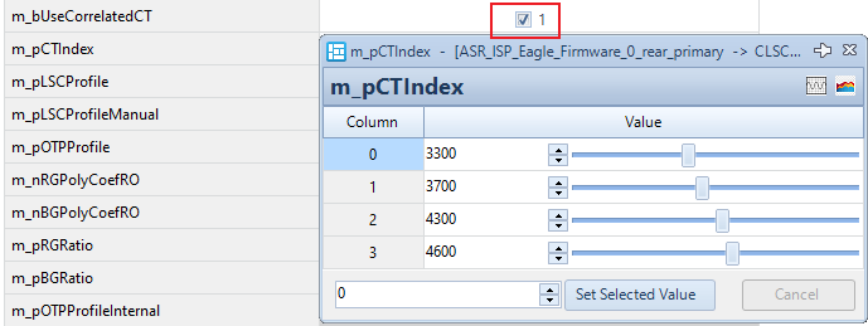 m_bUseCorrelatedCT 1
m_pCTIndex
m_pLSCProfile
m_pLSCProfileManual
m_pOTPProfile
m_nRGPolyCoefRO
m_nBGPolyCoefRO
m_pRGRatio
m_pBGRatio
m_pOTPProfileInternal
m_pCTIndex - [ASR_ISP_Eagle_Firmware_0_rear_primary -> CLSC...
m_pCTIndex
Column Value
0 3300
1 3700
2 4300
3 4600
0 Set Selected Value Cancel